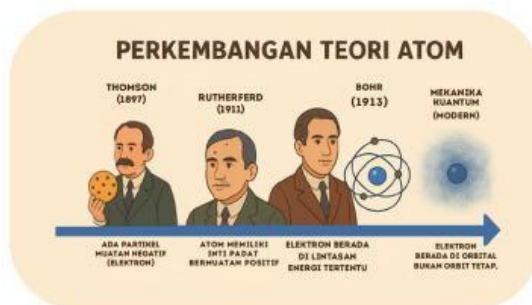 PERKEMBANGAN TEORI ATOM
THOMSON
(1897)
RUTHERFERD
(1911)
BOHR
(1913)
MEKANIKA
KUANTUM
(MODERN)
ADA PARTIKEL
MUATAN NEGATIF
(ELEKTRON)
ATOM MEMILIKI
INTI PADAT
BERMUATAN POSITIF
ELEKTRON BERADA
DI LINTASAN
ENERGI TERTENTU
ELEKTRON
BERADA DI ORBITAL
BUKAN ORBIT TETAP.